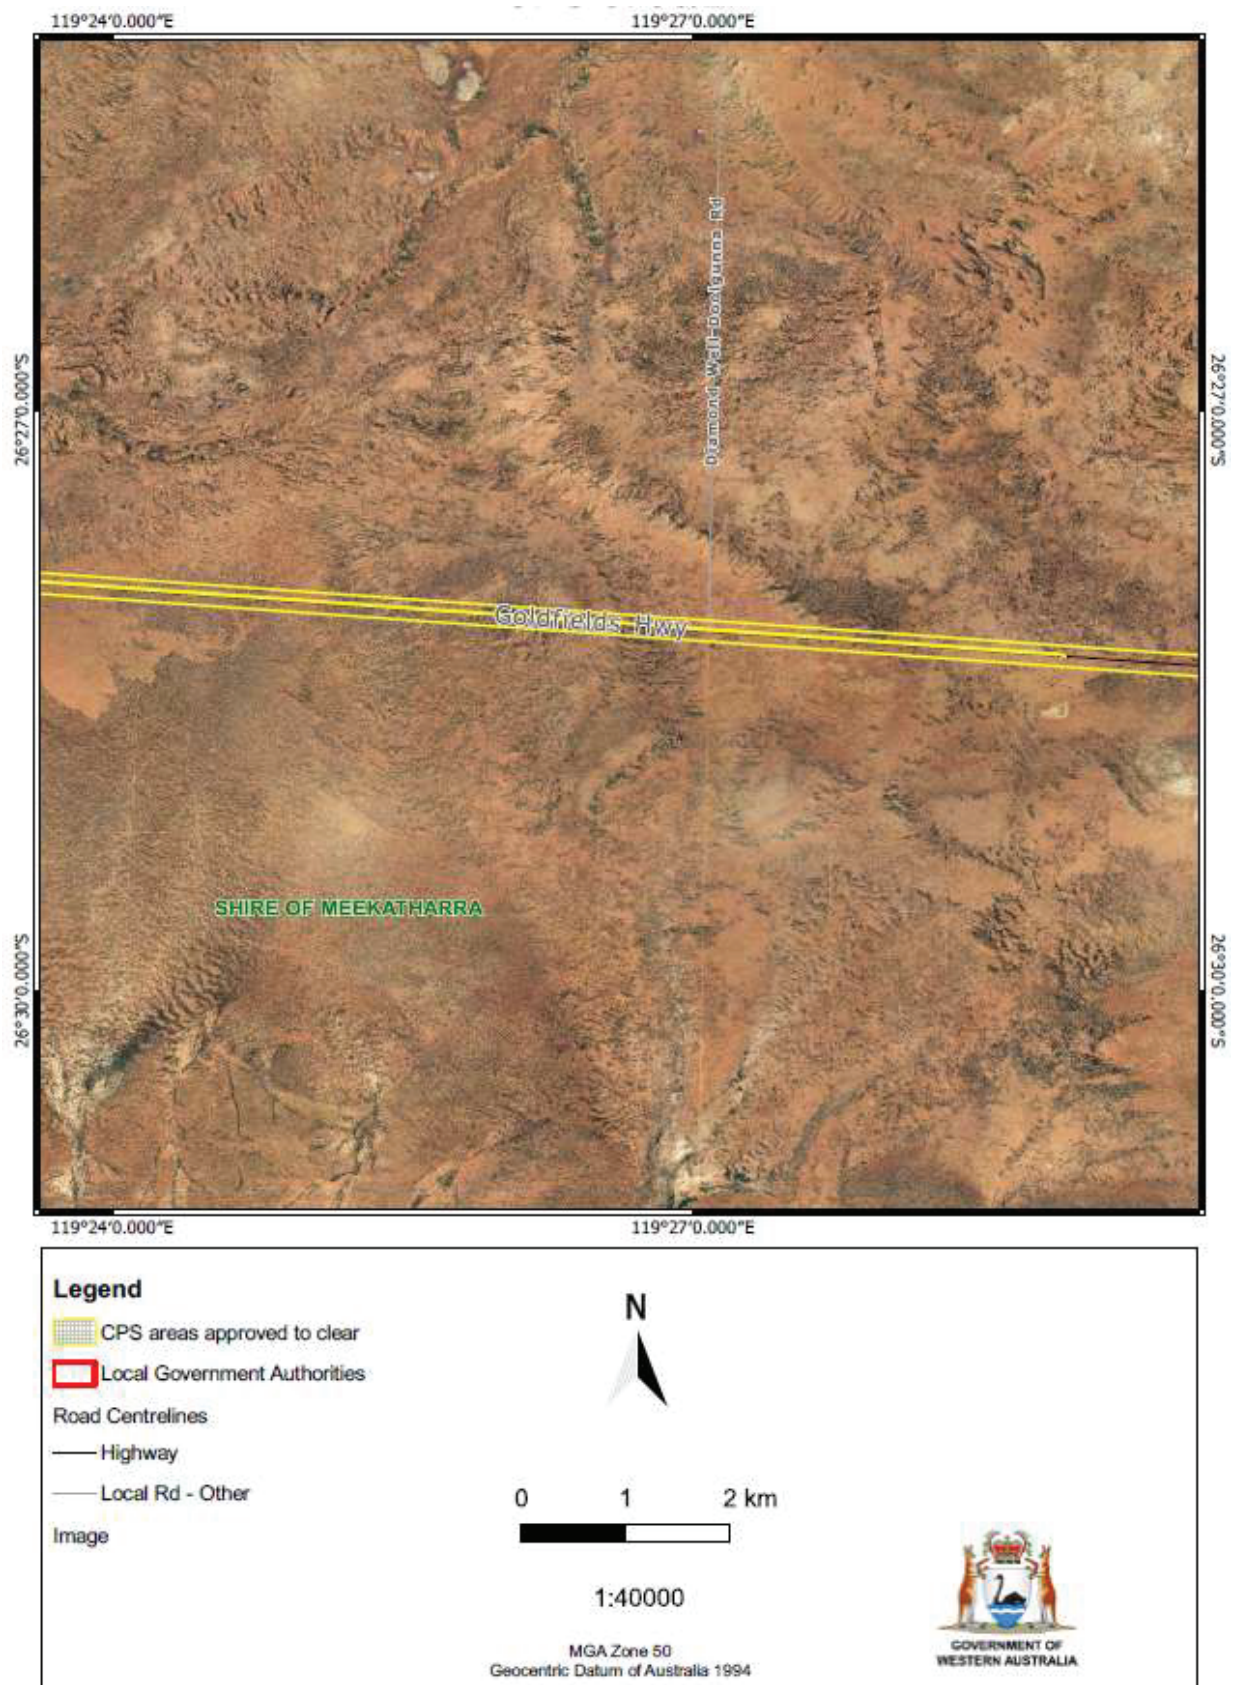 119°24'0.000"E
119°27'0.000"E
Diamond Well-Doolgunna Rd
26°27'0.000"S
26°27'0.000"S
Goldfields Hwy
SHIRE OF MEEKATHARRA
26°30'0.000"S
26°30'0.000"S
119°24'0.000"E
119°27'0.000"E
Legend
CPS areas approved to clear
Local Government Authorities
Road Centrelines
Highway
Local Rd - Other
Image
N
0 1 2 km
1:40000
MGA Zone 50
Geocentric Datum of Australia 1994
GOVERNMENT OF
WESTERN AUSTRALIA